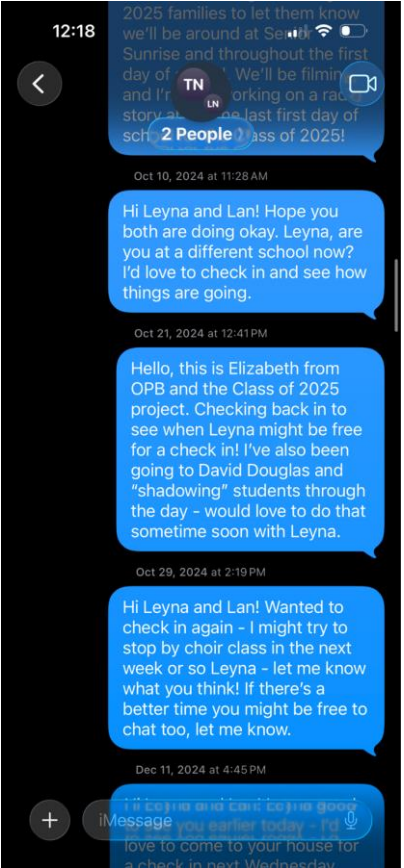 2025 families to let them know
12:18
we'll be around at Senior
Sunrise and throughout the first
day of We'll be filming
TN
and I'm working on a radio
LN
story last first day of
2 People
class of 2025!
Oct 10, 2024 at 11:28 AM
Hi Leyna and Lan! Hope you
both are doing okay. Leyna, are
you at a different school now?
I'd love to check in and see how
things are going.
Oct 21, 2024 at 12:41 PM
Hello, this is Elizabeth from
OPB and the Class of 2025
project. Checking back in to
see when Leyna might be free
for a check in! I've also been
going to David Douglas and
“shadowing” students through
the day - would love to do that
sometime soon with Leyna.
Oct 29, 2024 at 2:19 PM
Hi Leyna and Lan! Wanted to
check in again - I might try to
stop by choir class in the next
week or so Leyna - let me know
what you think! If there's a
better time you might be free to
chat too, let me know.
Dec 11, 2024 at 4:45 PM
Hi Leyna and Lan! Leyna good
iMessage
you earlier today - I'd
love to come to your house for
a check in next Wednesday